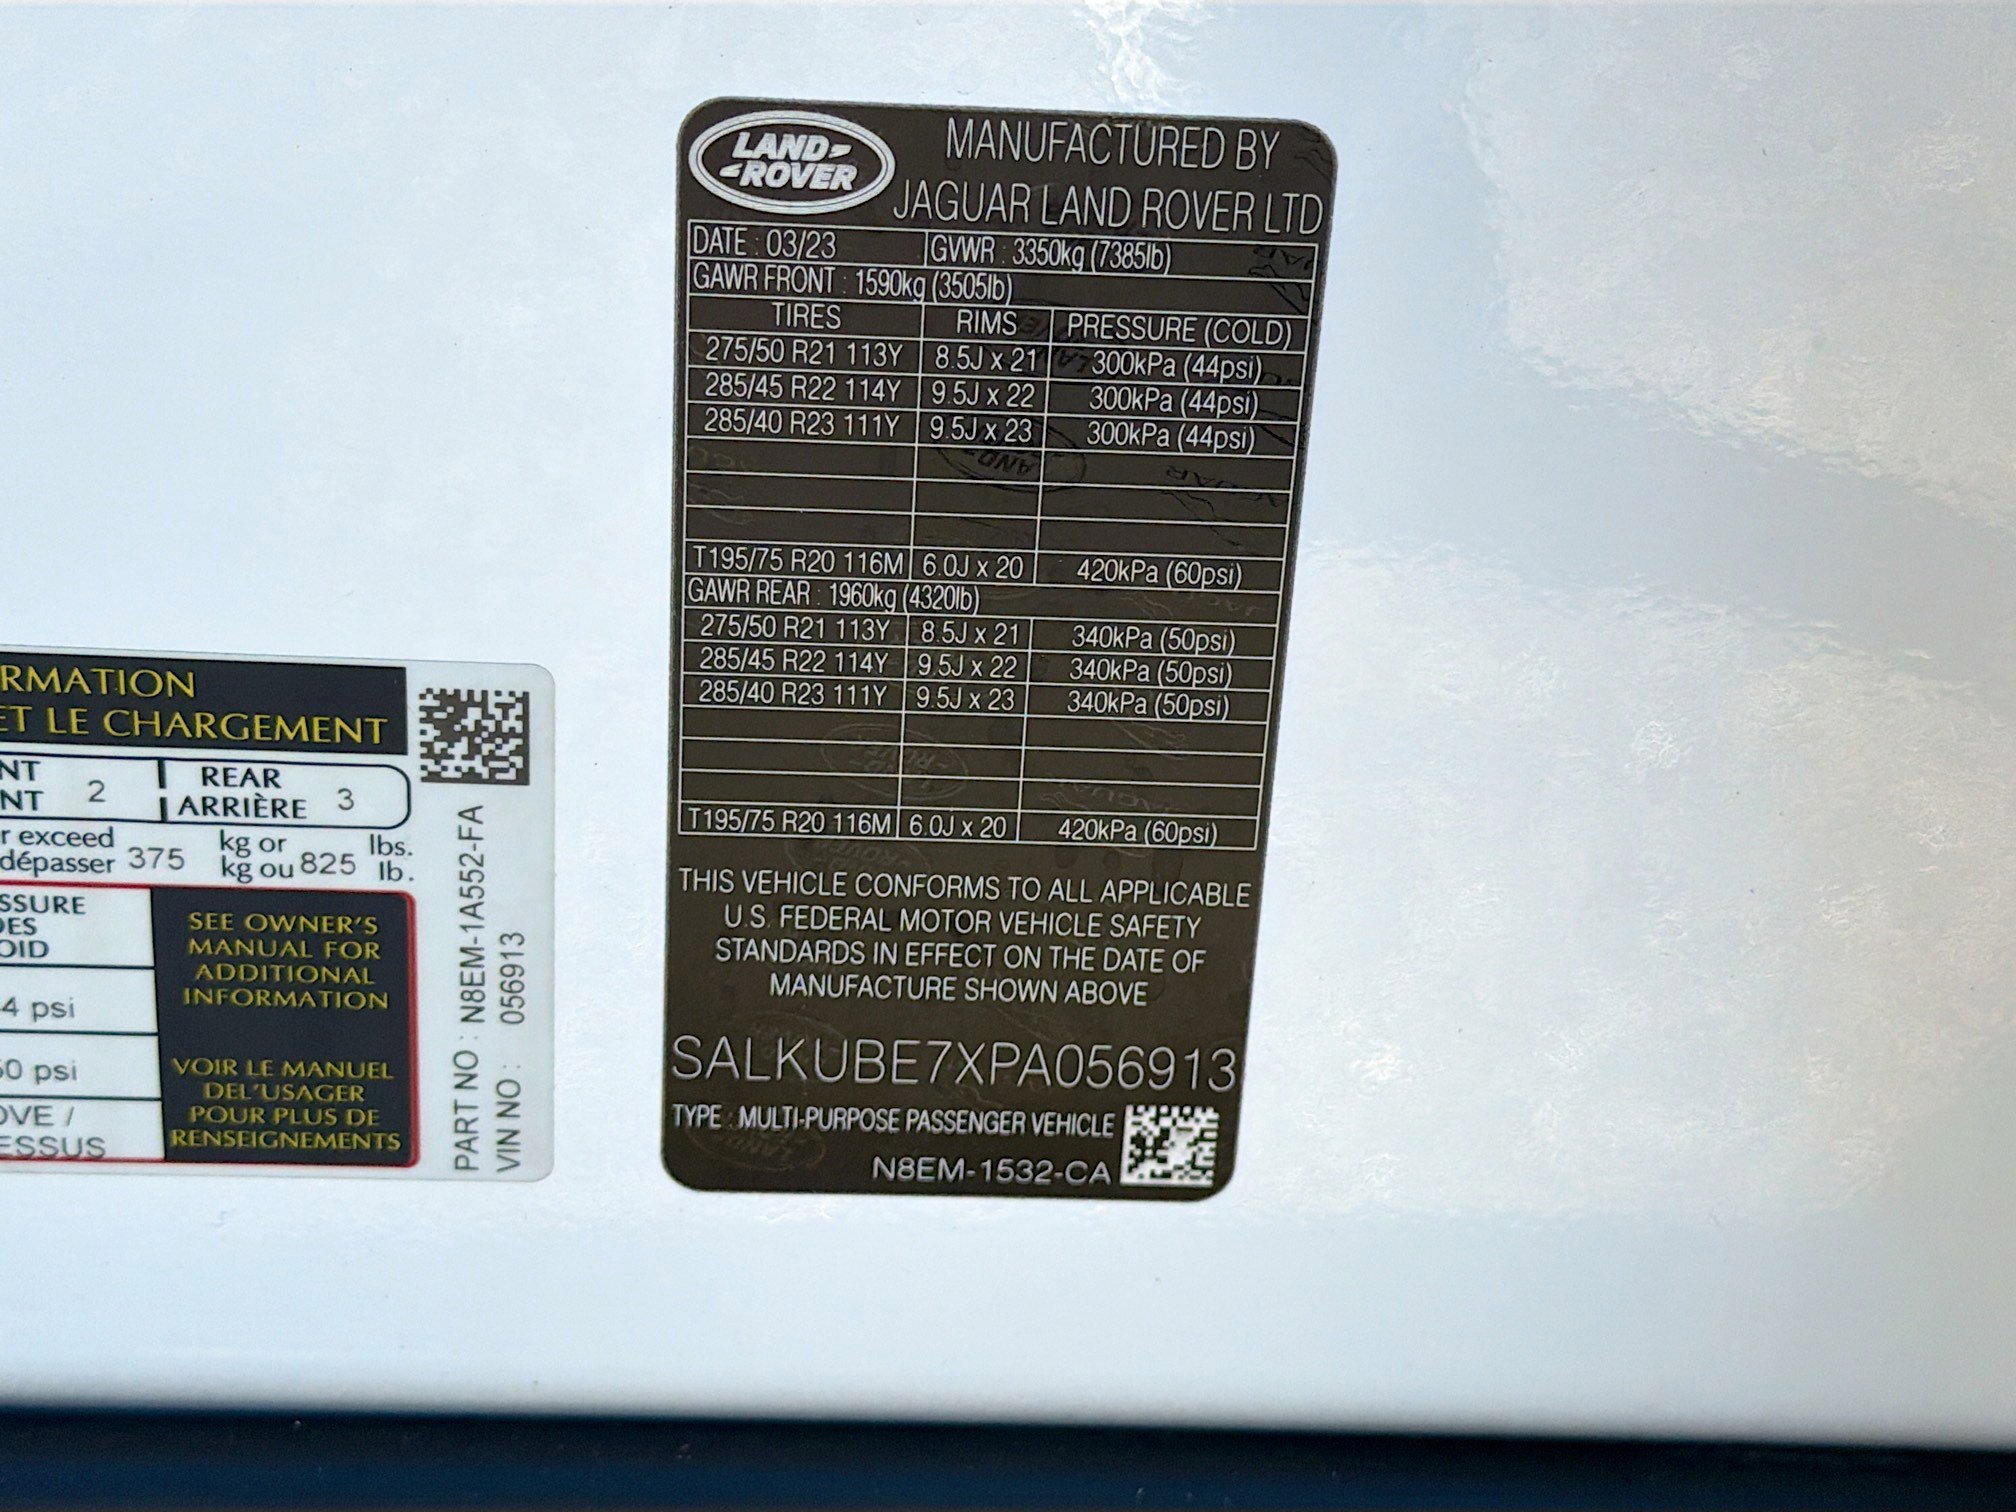 LAND
ROVER
MANUFACTURED BY
JAGUAR LAND ROVER LTD
DATE : 03/23 GVWR : 3350kg (7385lb)
GAWR FRONT : 1590kg (3505lb)
TIRES RIMS PRESSURE (COLD)
275/50 R21 113Y 8.5J x 21 300kPa (44psi)
285/45 R22 114Y 9.5J x 22 300kPa (44psi)
285/40 R23 111Y 9.5J x 23 300kPa (44psi)
T195/75 R20 116M 6.0J x 20 420kPa (60psi)
GAWR REAR : 1960kg (4320lb)
275/50 R21 113Y 8.5J x 21 340kPa (50psi)
285/45 R22 114Y 9.5J x 22 340kPa (50psi)
285/40 R23 111Y 9.5J x 23 340kPa (50psi)
T195/75 R20 116M 6.0J x 20 420kPa (60psi)
THIS VEHICLE CONFORMS TO ALL APPLICABLE
U.S. FEDERAL MOTOR VEHICLE SAFETY
STANDARDS IN EFFECT ON THE DATE OF
MANUFACTURE SHOWN ABOVE
SALKUBE7XPA056913
TYPE : MULTI-PURPOSE PASSENGER VEHICLE
N8EM-1532-CA
RMATION
ET LE CHARGEMENT
NT 2 REAR
NT ARRIÈRE 3
r exceed kg or lbs.
dépasser 375 kg ou 825 lb.
SSURE
DES
OID
4 psi
0 psi
OVE /
ESSUS
SEE OWNER'S
MANUAL FOR
ADDITIONAL
INFORMATION
VOIR LE MANUEL
DEL'USAGER
POUR PLUS DE
RENSEIGNEMENTS
PART NO : N8EM-1A552-FA
VIN NO : 056913